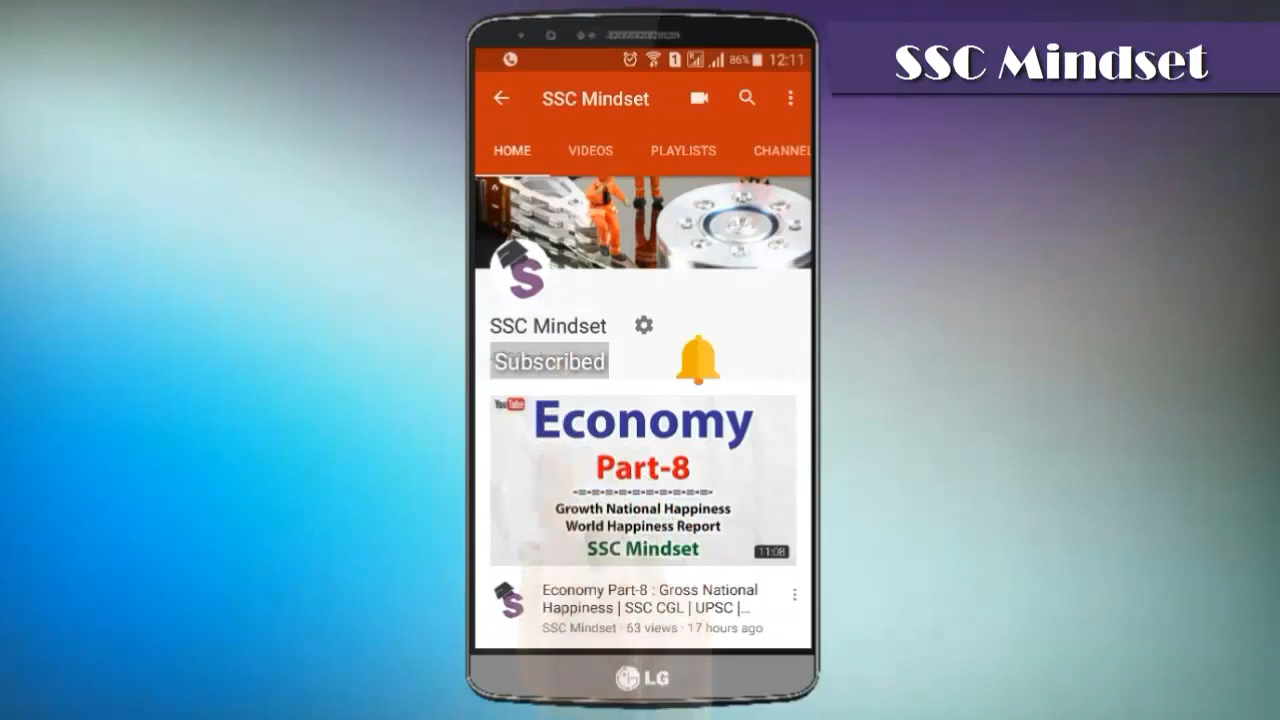 SSC Mindset
1 86% 12:11
SSC Mindset
HOME VIDEOS PLAYLISTS CHANNEL
S
SSC Mindset
Subscribed
YouTube
Economy
Part-8
-=-=-=-=-=-=-=-=-
Growth National Happiness
World Happiness Report
SSC Mindset
11:08
S
Economy Part-8 : Gross National
Happiness | SSC CGL | UPSC |...
SSC Mindset · 63 views · 17 hours ago
LG